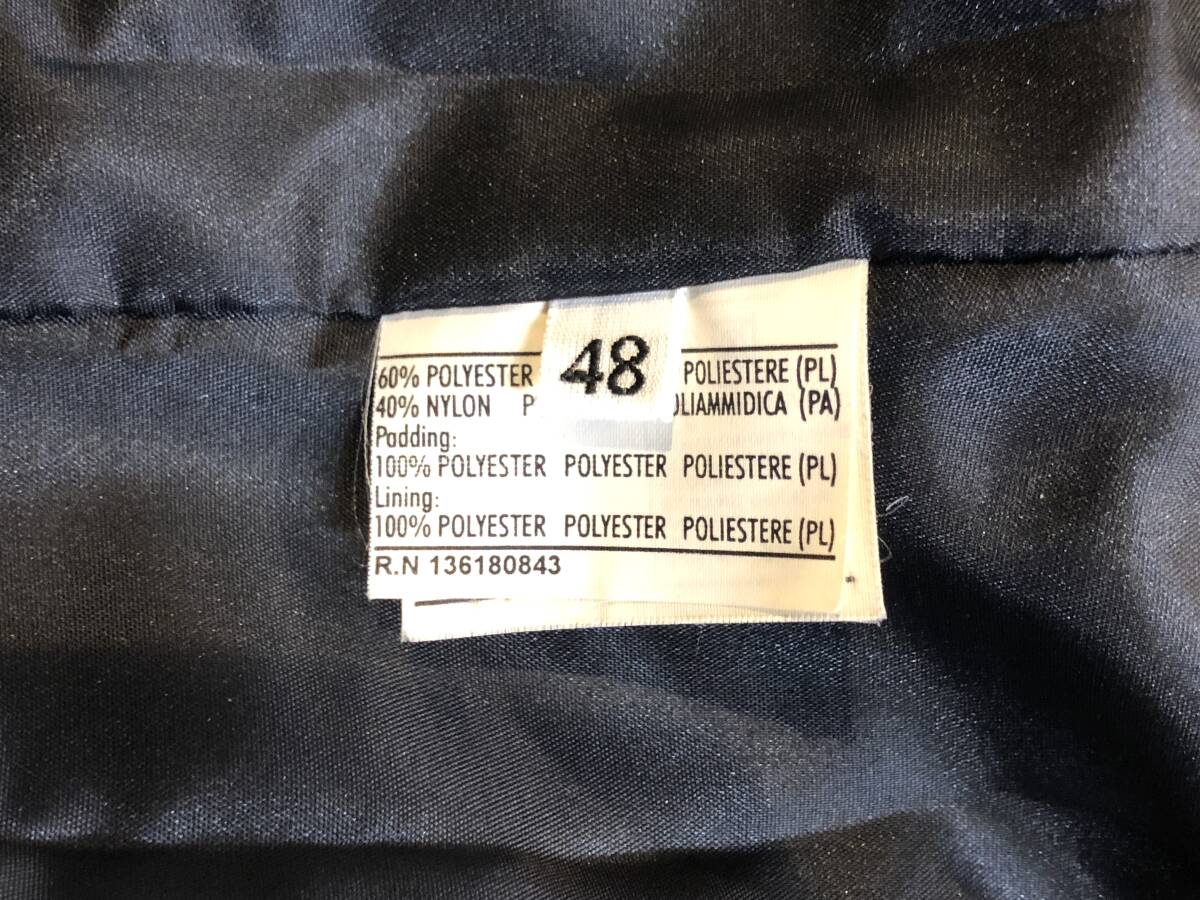 48
60% POLYESTER POLIESTERE (PL)
40% NYLON (PA)
Padding:
100% POLYESTER POLYESTER POLIESTERE (PL)
Lining:
100% POLYESTER POLYESTER POLIESTERE (PL)
R.N 136180843